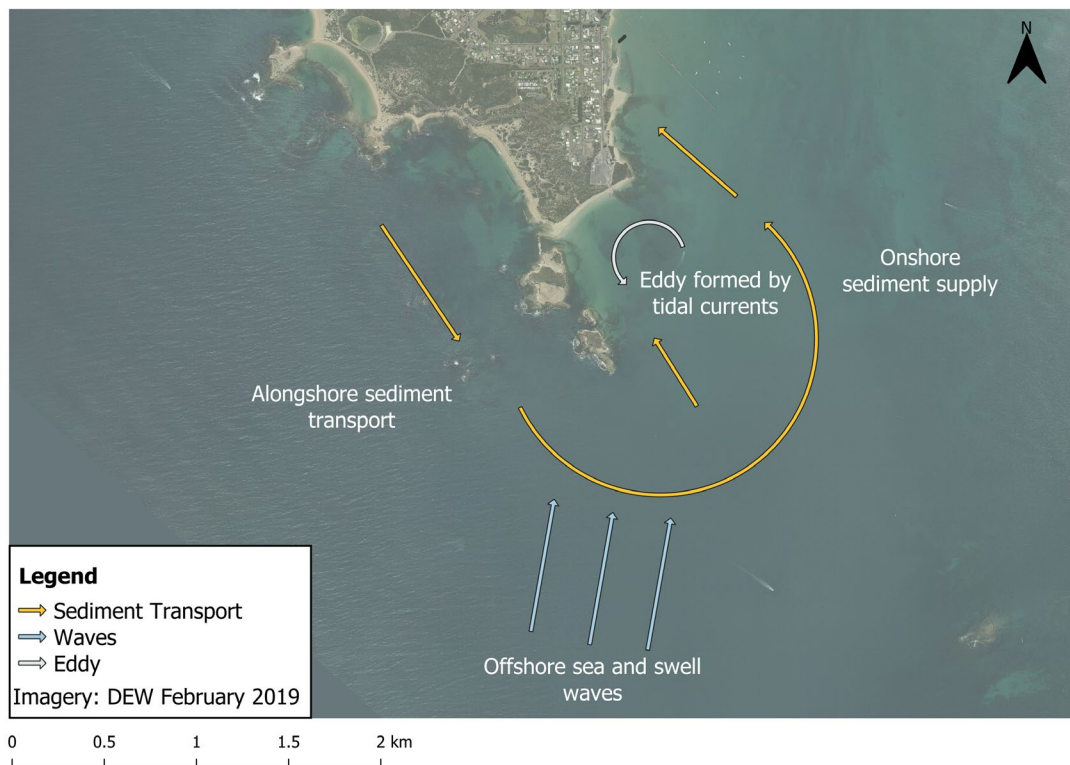 N
Onshore
sediment supply
Eddy formed by
tidal currents
Alongshore sediment
transport
Offshore sea and swell
waves
Legend
Sediment Transport
Waves
Eddy
Imagery: DEW February 2019
0 0.5 1 1.5 2 km